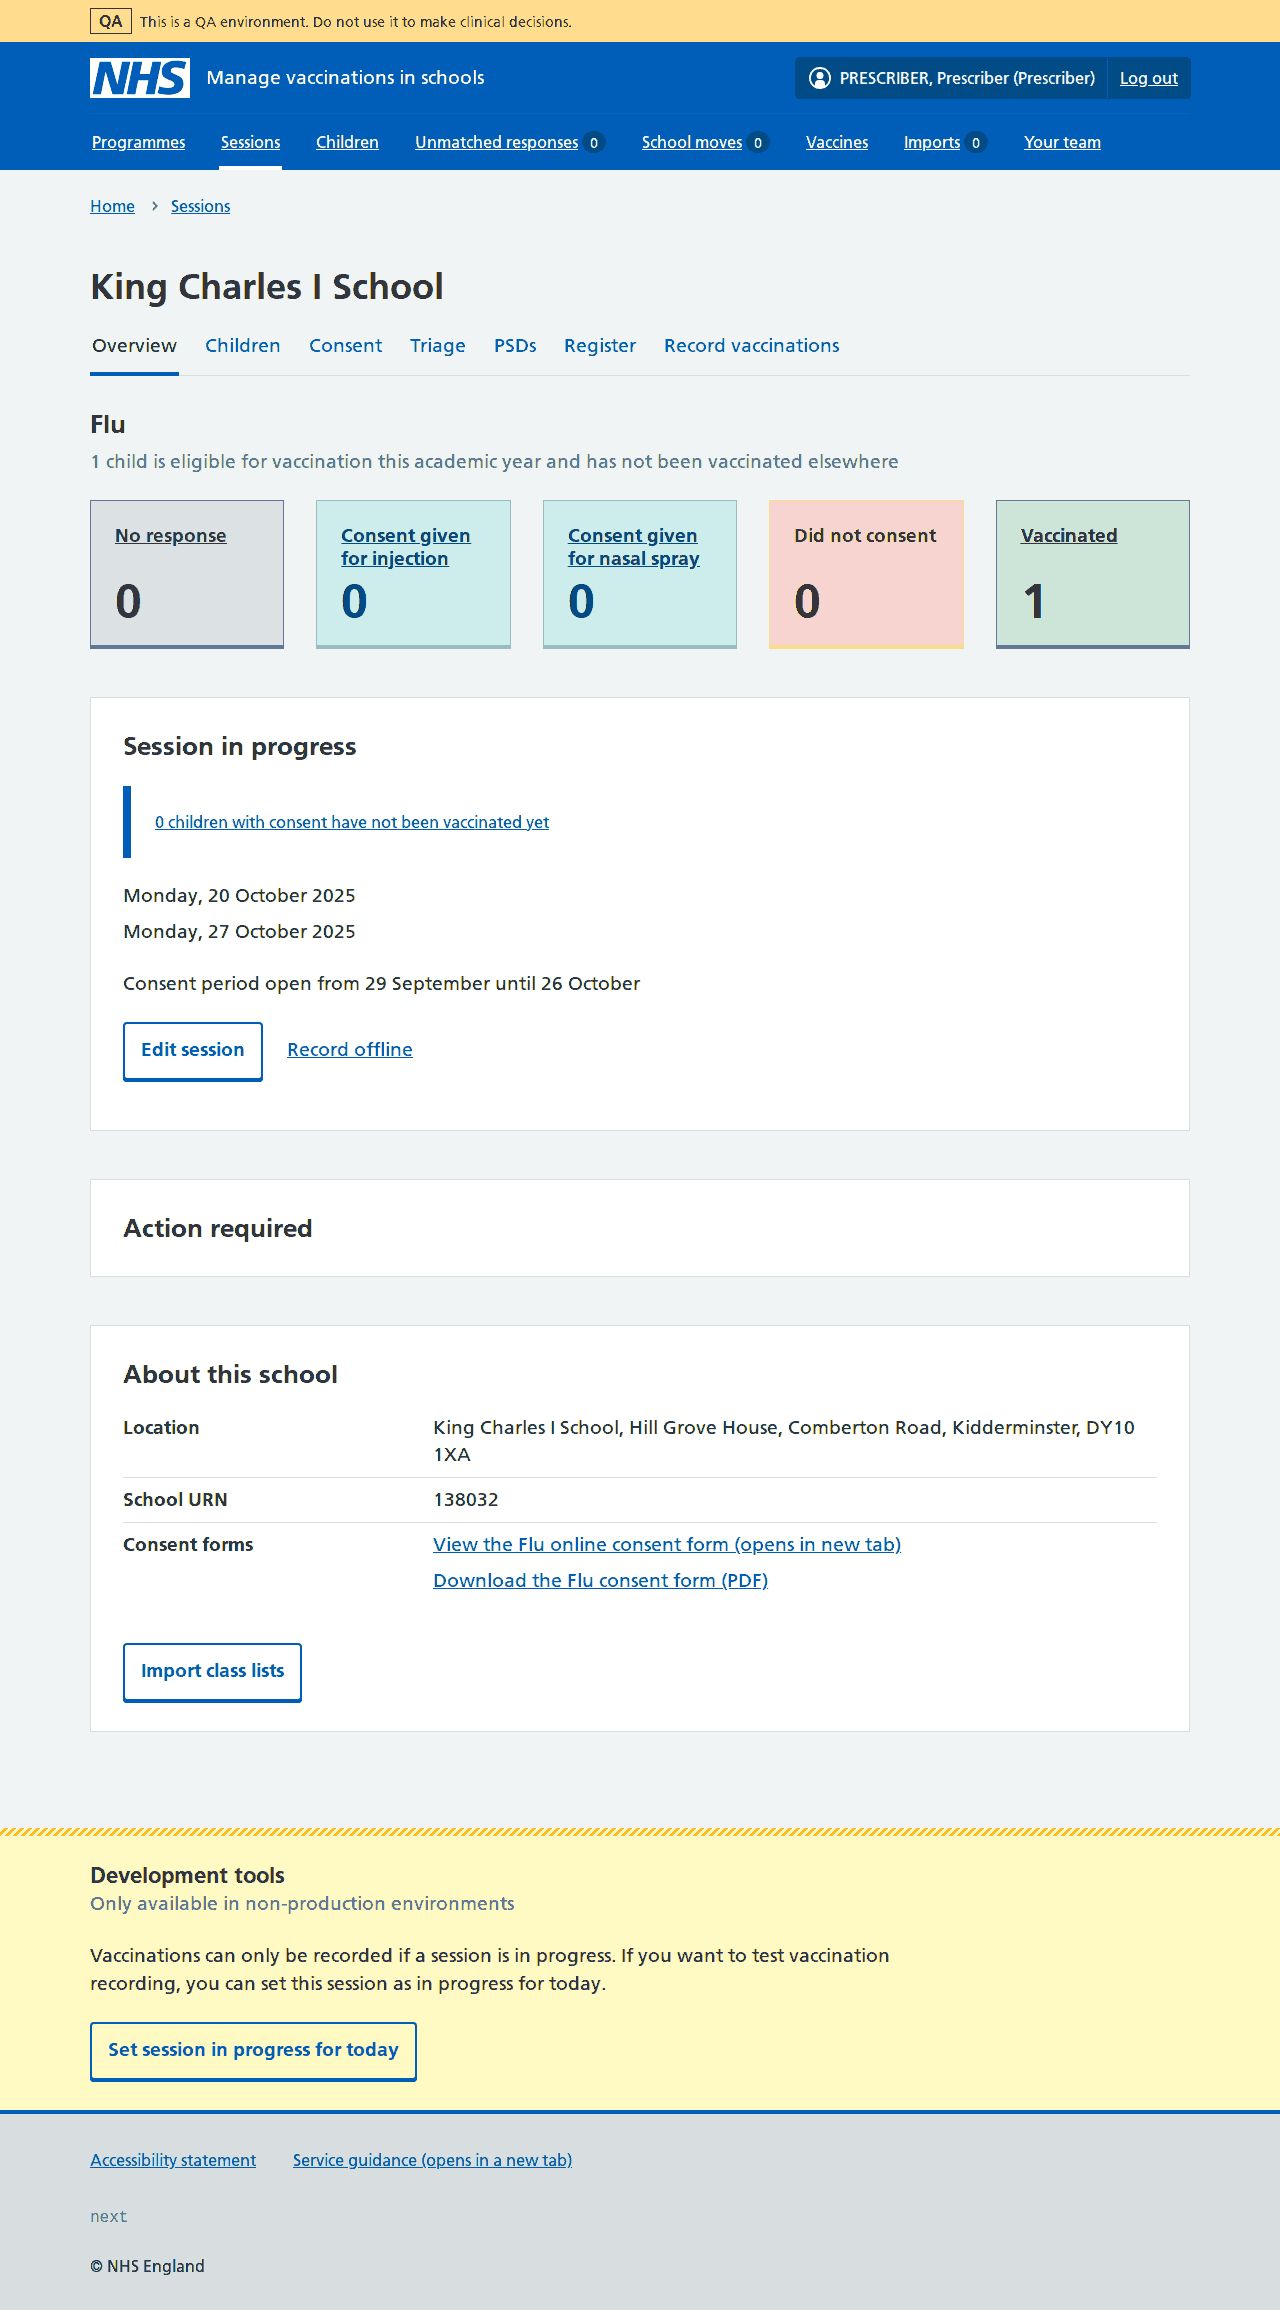 QA This is a QA environment. Do not use it to make clinical decisions.
NHS Manage vaccinations in schools PRESCRIBER, Prescriber (Prescriber) Log out
Programmes Sessions Children Unmatched responses 0 School moves 0 Vaccines Imports 0 Your team
Home > Sessions
King Charles I School
Overview Children Consent Triage PSDs Register Record vaccinations
Flu
1 child is eligible for vaccination this academic year and has not been vaccinated elsewhere
No response
0
Consent given
for injection
0
Consent given
for nasal spray
0
Did not consent
0
Vaccinated
1
Session in progress
0 children with consent have not been vaccinated yet
Monday, 20 October 2025
Monday, 27 October 2025
Consent period open from 29 September until 26 October
Edit session Record offline
Action required
About this school
Location King Charles I School, Hill Grove House, Comberton Road, Kidderminster, DY10
1XA
School URN 138032
Consent forms View the Flu online consent form (opens in new tab)
Download the Flu consent form (PDF)
Import class lists
Development tools
Only available in non-production environments
Vaccinations can only be recorded if a session is in progress. If you want to test vaccination
recording, you can set this session as in progress for today.
Set session in progress for today
Accessibility statement Service guidance (opens in a new tab)
next
© NHS England